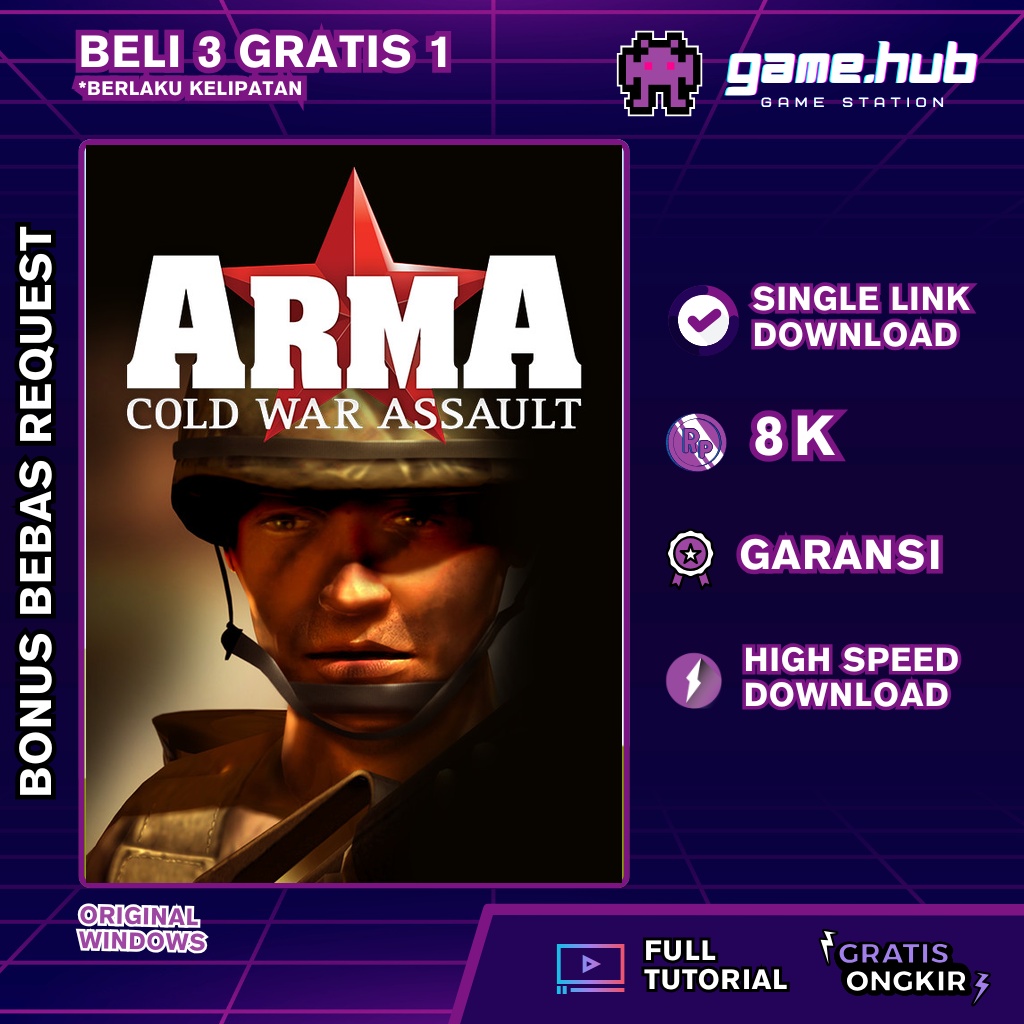 BELI 3 GRATIS 1
*BERLAKU KELIPATAN
game.hub
GAME STATION
BONUS BEBAS REQUEST
ARMA
COLD WAR ASSAULT
SINGLE LINK
DOWNLOAD
Rp
8K
GARANSI
HIGH SPEED
DOWNLOAD
ORIGINAL
WINDOWS
FULL
TUTORIAL
GRATIS
ONGKIR